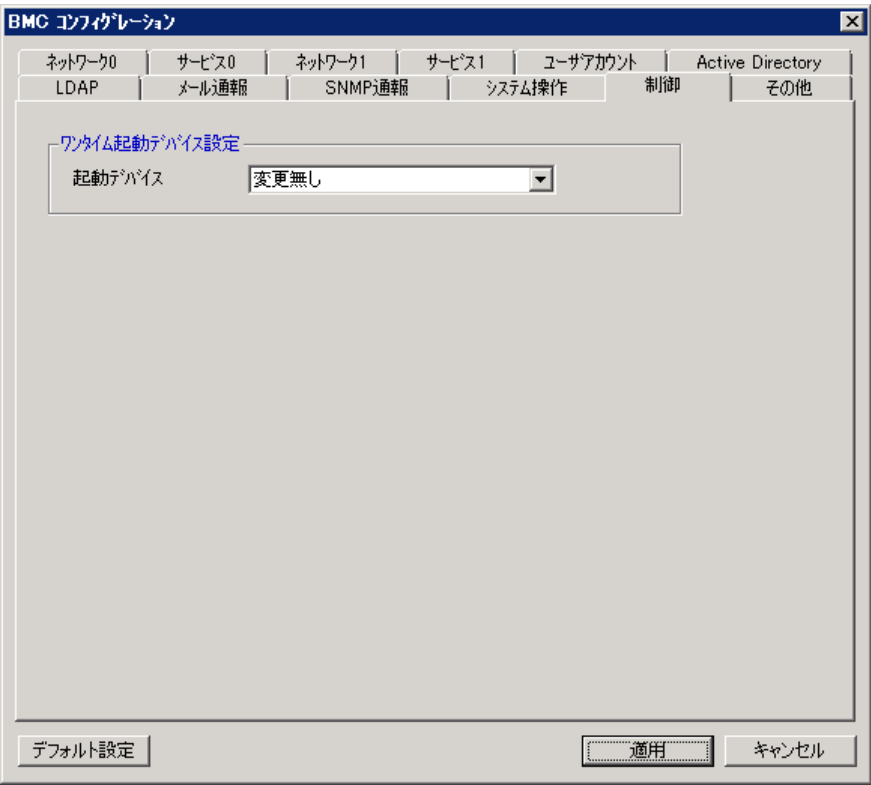 BMC コンフィグレーション
ネットワーク0 サービス0 ネットワーク1 サービス1 ユーザアカウント Active Directory
LDAP メール通報 SNMP通報 システム操作 制御 その他
ワンタイム起動デバイス設定
起動デバイス 変更無し
デフォルト設定 適用 キャンセル